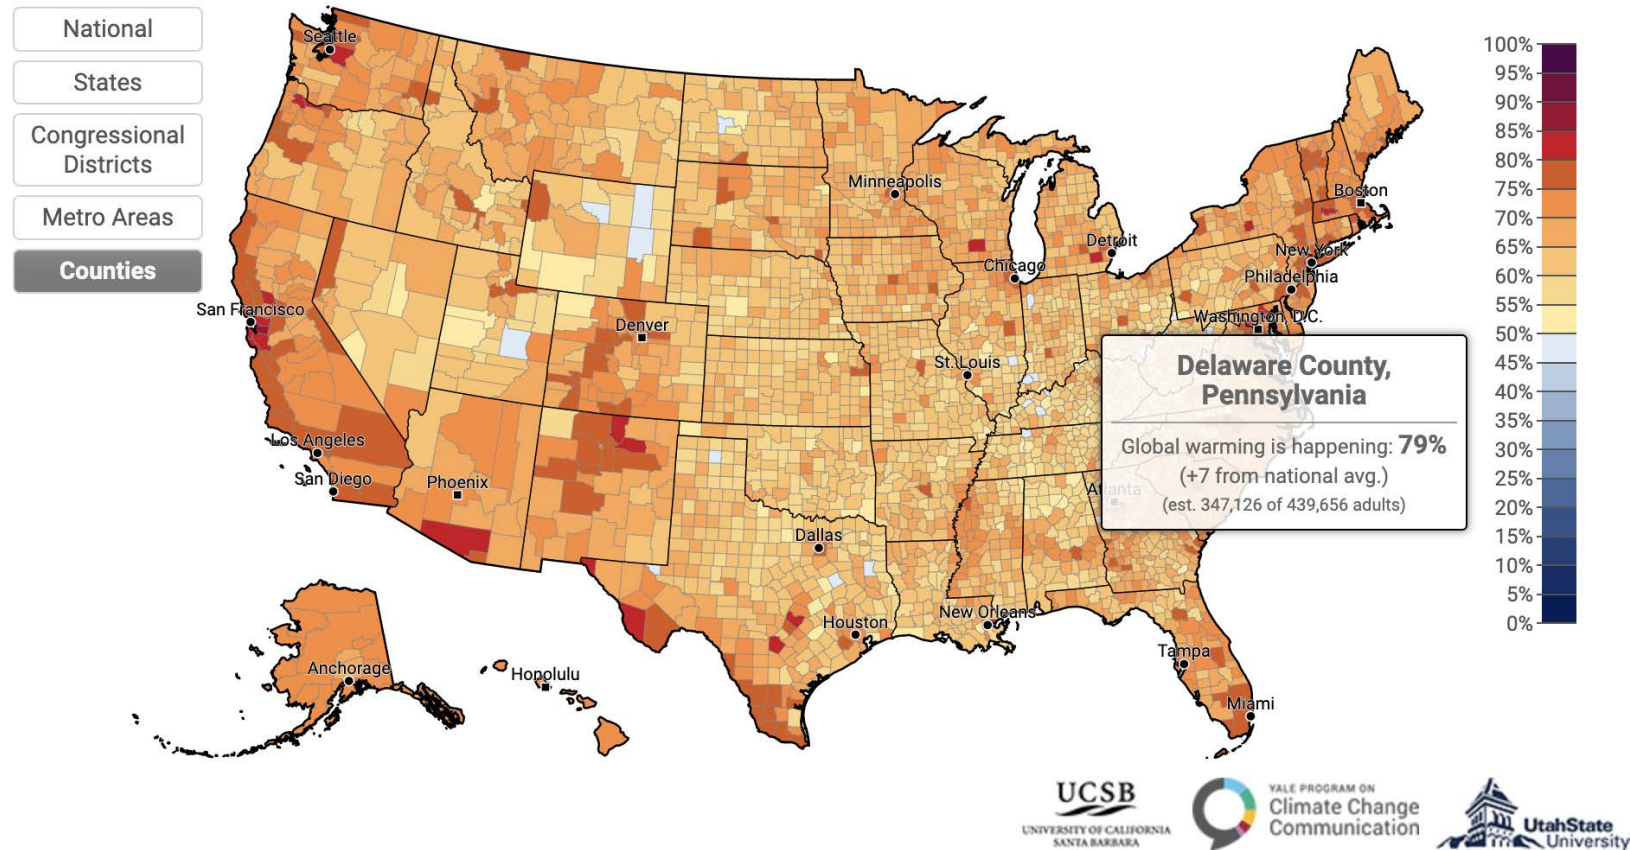 National
States
Congressional
Districts
Metro Areas
Counties
Seattle
Minneapolis
Boston
Detroit
New York
Chicago
Philadelphia
San Francisco
Washington, D.C.
Denver
St. Louis
Los Angeles
San Diego
Phoenix
Atlanta
Dallas
New Orleans
Houston
Tampa
Anchorage
Honolulu
Miami
Delaware County,
Pennsylvania
Global warming is happening: 79%
(+7 from national avg.)
(est. 347,126 of 439,656 adults)
100%
95%
90%
85%
80%
75%
70%
65%
60%
55%
50%
45%
40%
35%
30%
25%
20%
15%
10%
5%
0%
UCSB
UNIVERSITY OF CALIFORNIA
SANTA BARBARA
YALE PROGRAM ON
Climate Change
Communication
UtahState
University